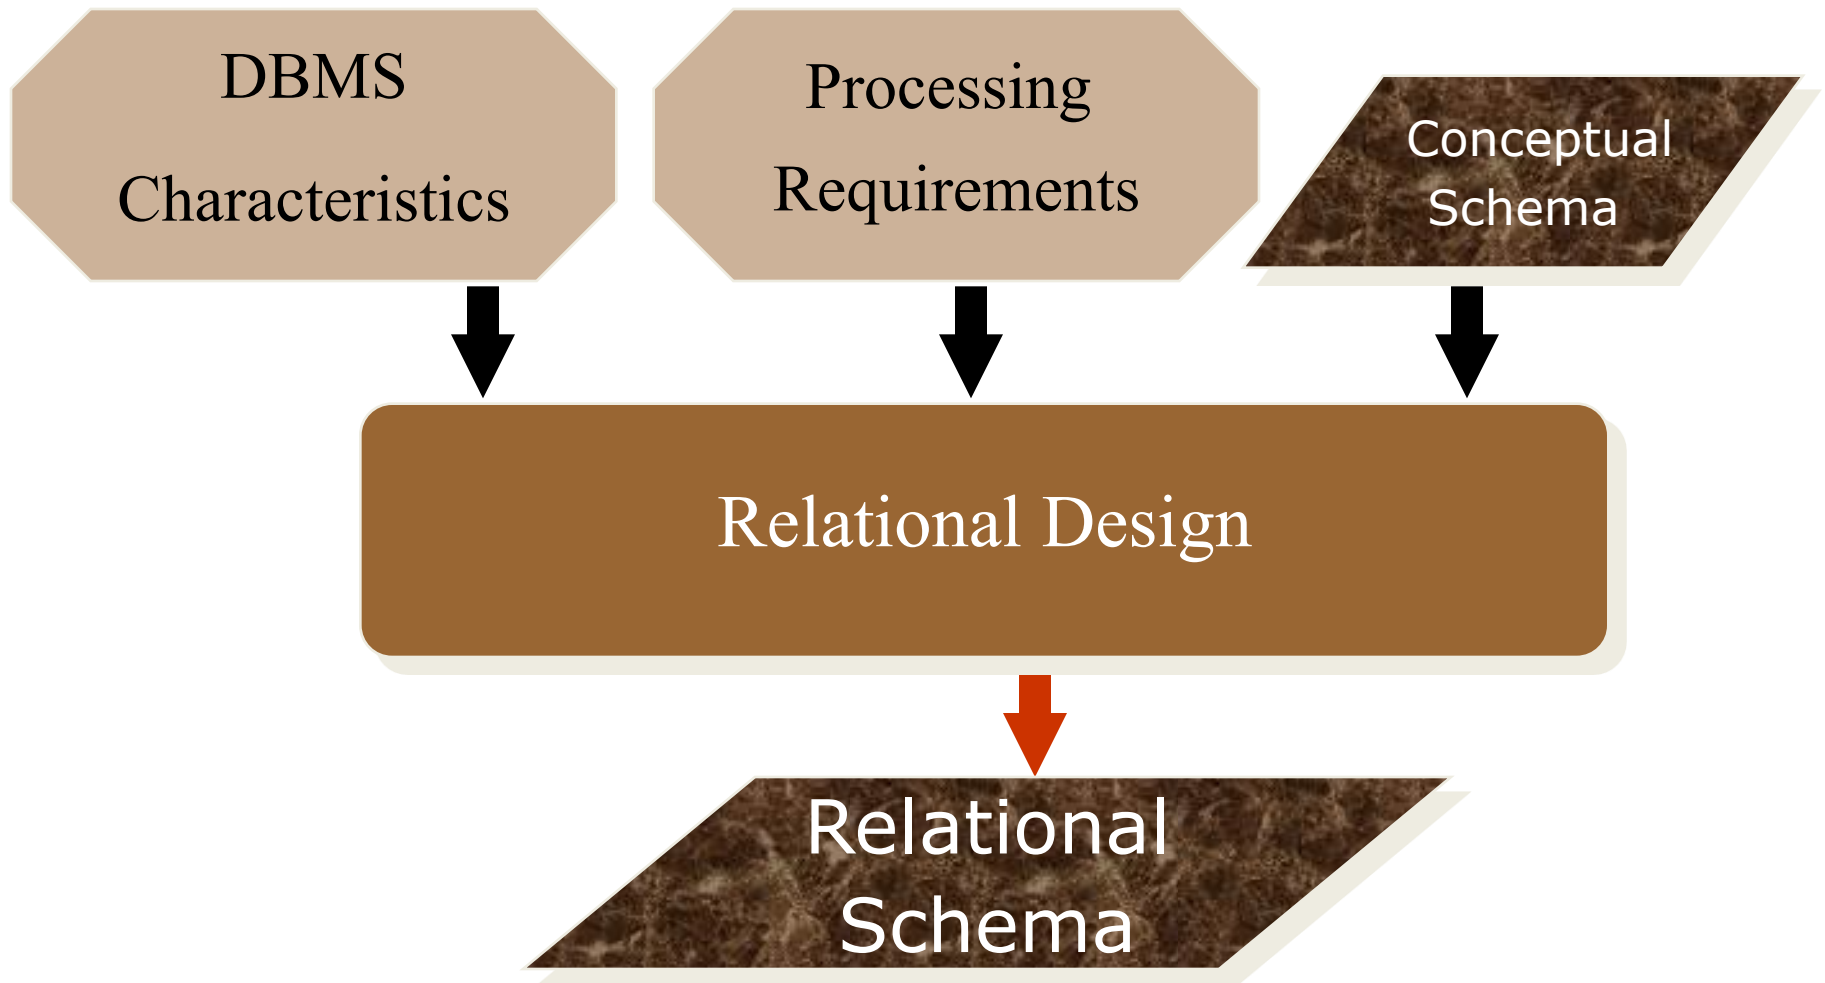 DBMS
Characteristics
Processing
Requirements
Conceptual
Schema
Relational Design
Relational
Schema